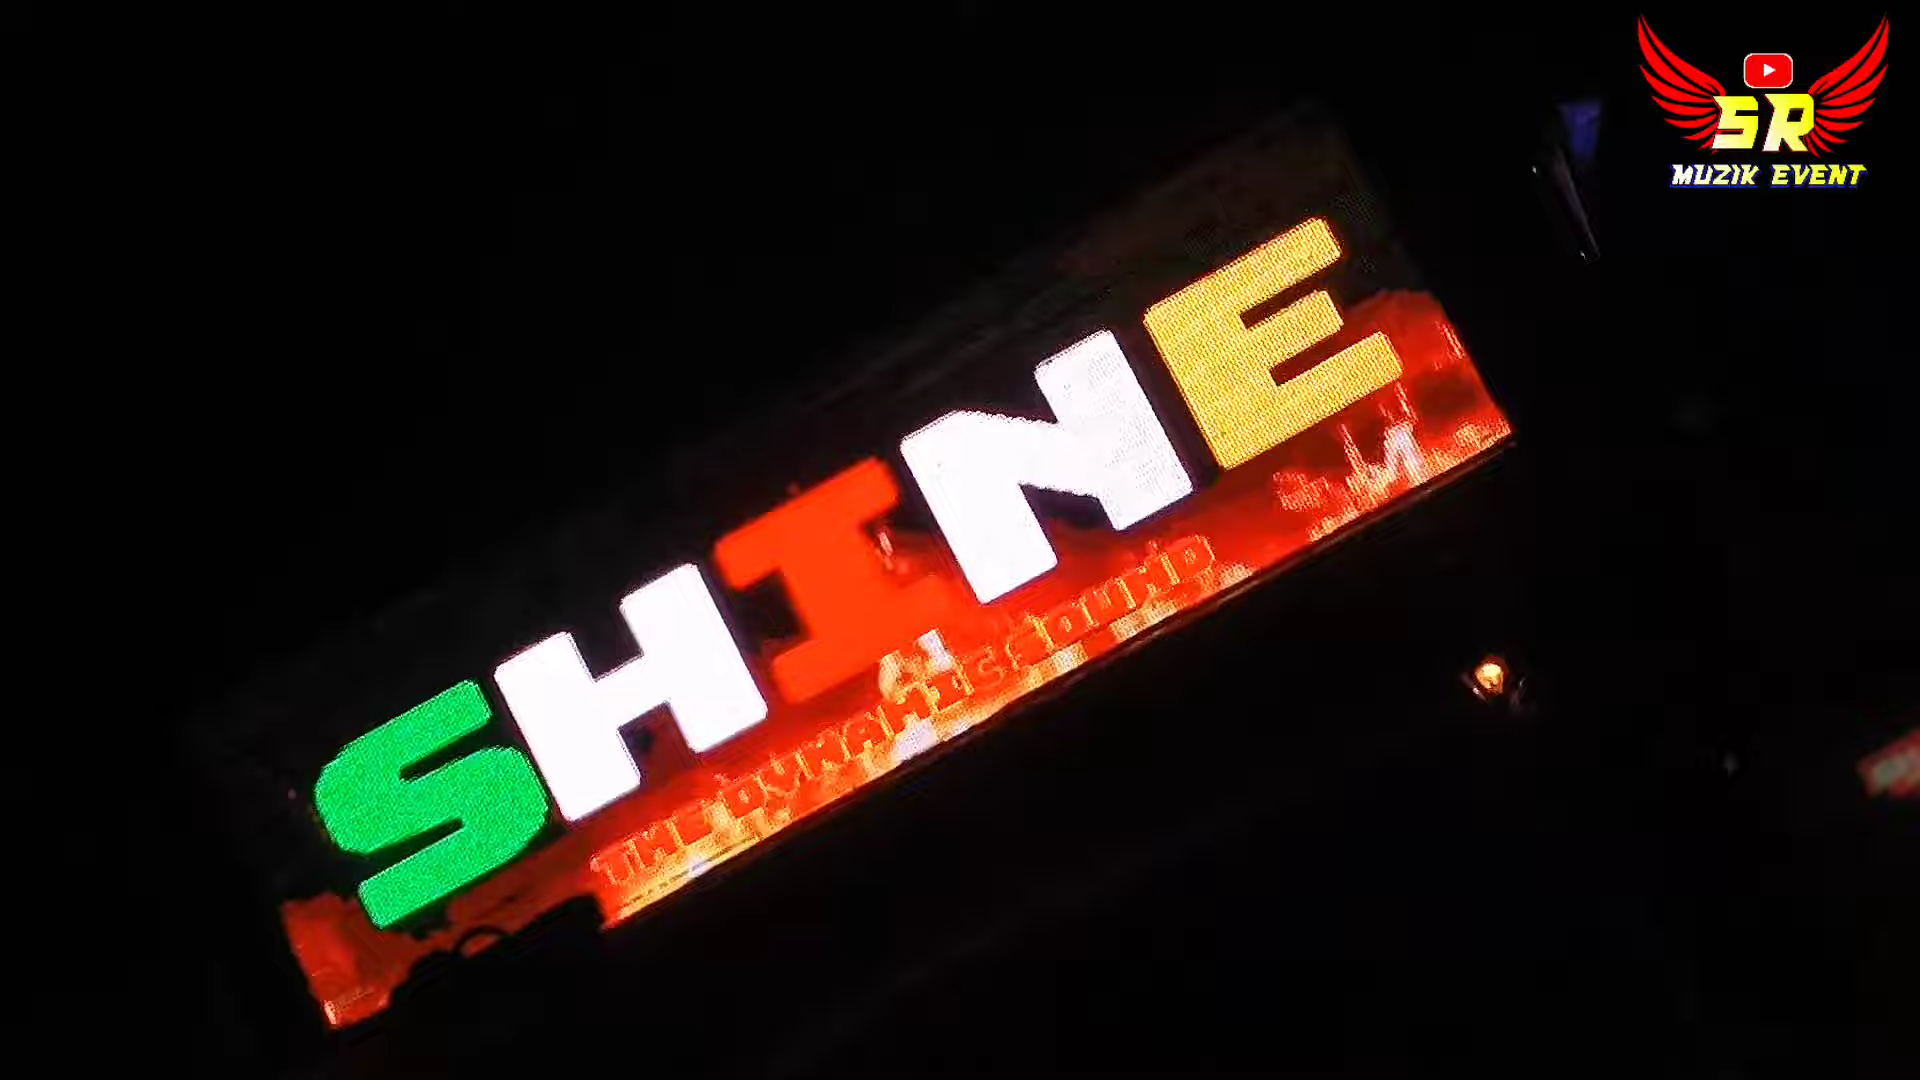 SHINE
THE DYNAMIC SOUND
SR
MUZIK EVENT